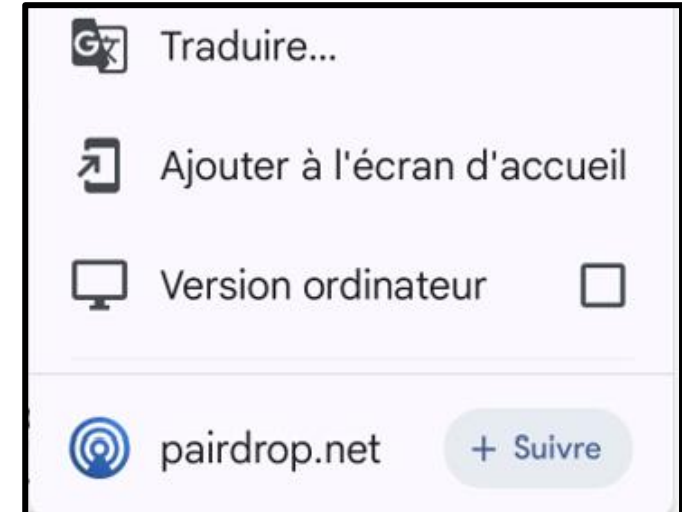 Traduire...
Ajouter à l'écran d'accueil
Version ordinateur
pairdrop.net + Suivre